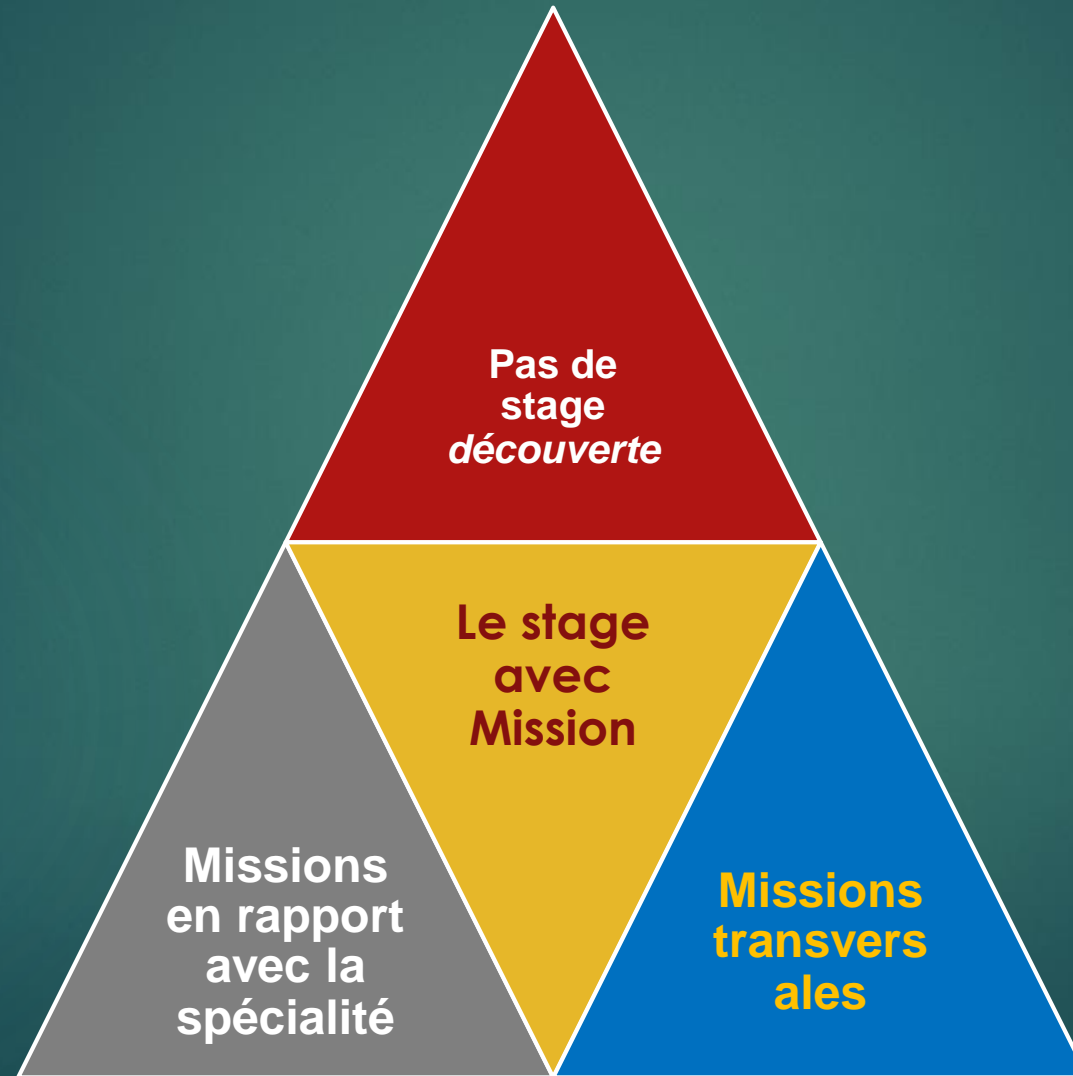 Pas de
stage
découverte
Le stage
avec
Mission
Missions
en rapport
avec la
spécialité
Missions
transvers
ales